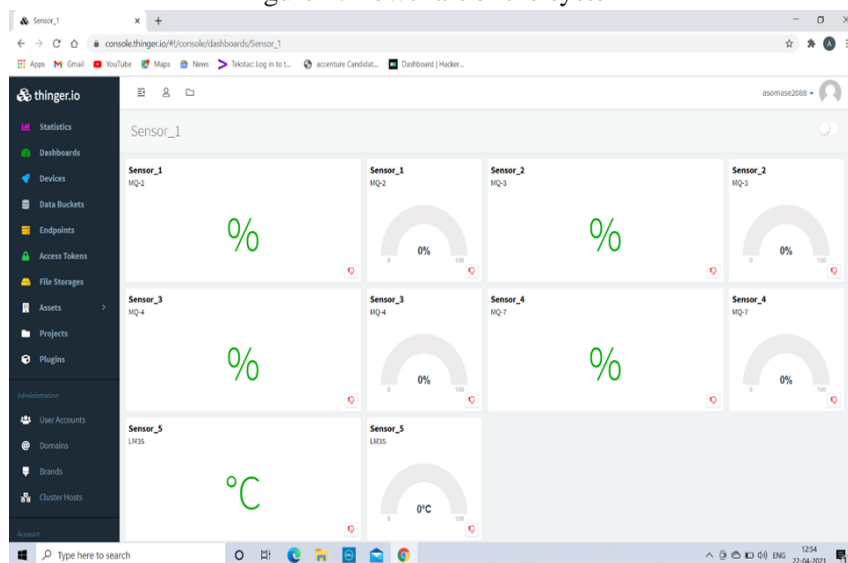 Sensor_1
console.thinger.io/#!/console/dashboards/Sensor_1
Apps Gmail YouTube Maps News Tekstac: Log in to t... accenture Candidat... Dashboard | Hacker...
thinger.io
asomase2088
Statistics
Dashboards
Devices
Data Buckets
Endpoints
Access Tokens
File Storages
Assets
Projects
Plugins
Administration
User Accounts
Domains
Brands
Cluster Hosts
Account
Sensor_1
Sensor_1
MQ-2
%
Sensor_1
MQ-2
0%
0 100
Sensor_2
MQ-3
%
Sensor_2
MQ-3
0%
0 100
Sensor_3
MQ-4
%
Sensor_3
MQ-4
0%
0 100
Sensor_4
MQ-7
%
Sensor_4
MQ-7
0%
0 100
Sensor_5
LM35
°C
Sensor_5
LM35
0°C
0 100
Type here to search
ENG
12:54
22-04-2021